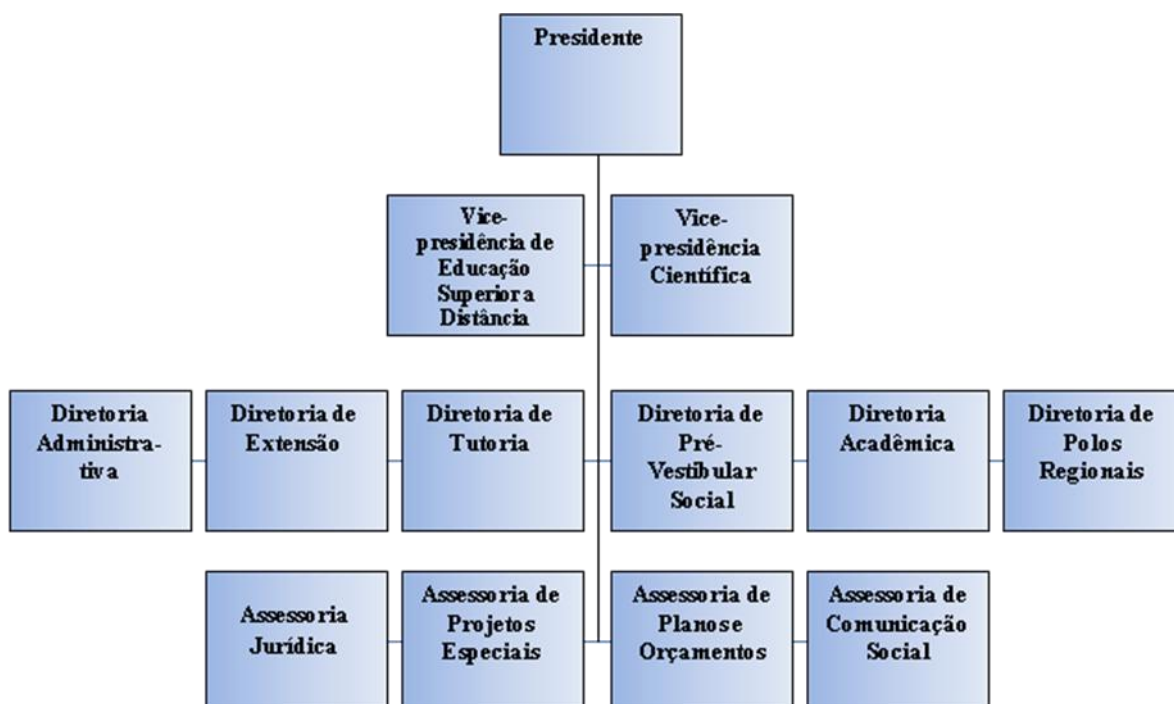 Presidente
Vice-
presidência de
Educação
Superior a
Distância
Vice-
presidência
Científica
Diretoria
Administra-
tiva
Diretoria de
Extensão
Diretoria de
Tutoria
Diretoria de
Pré-
Vestibular
Social
Diretoria
Acadêmica
Diretoria de
Polos
Regionais
Assessoria
Jurídica
Assessoria de
Projetos
Especiais
Assessoria de
Planos e
Orçamentos
Assessoria de
Comunicação
Social